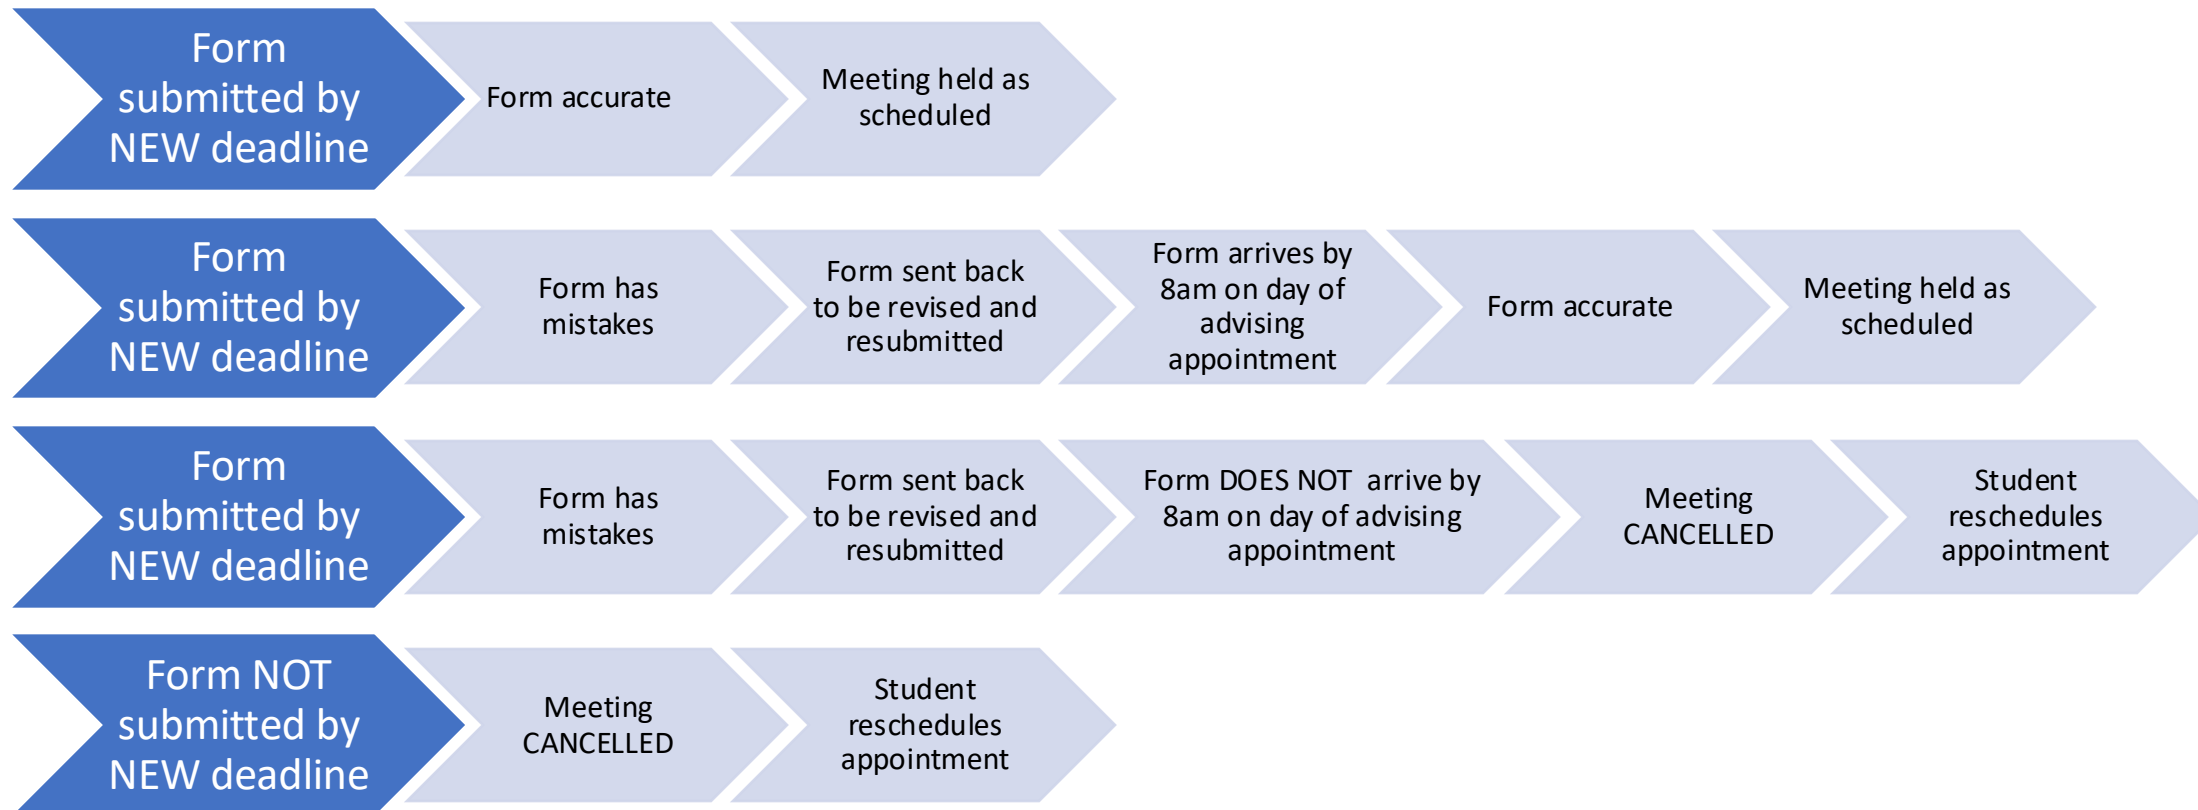 Form
submitted by
NEW deadline
Form accurate
Meeting held as
scheduled
Form
submitted by
NEW deadline
Form has
mistakes
Form sent back
to be revised and
resubmitted
Form arrives by
8am on day of
advising
appointment
Form accurate
Meeting held as
scheduled
Form
submitted by
NEW deadline
Form has
mistakes
Form sent back
to be revised and
resubmitted
Form DOES NOT arrive by
8am on day of advising
appointment
Meeting
CANCELLED
Student
reschedules
appointment
Form NOT
submitted by
NEW deadline
Meeting
CANCELLED
Student
reschedules
appointment